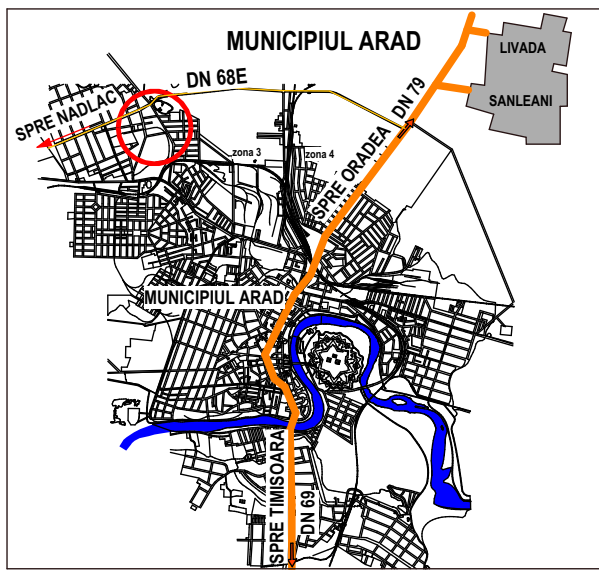 MUNICIPIUL ARAD
LIVADA
SANLEANI
DN 68E
SPRE NADLAC
SPRE ORADEA DN 79
zona 3
zona 4
MUNICIPIUL ARAD
SPRE TIMISOARA
DN 69